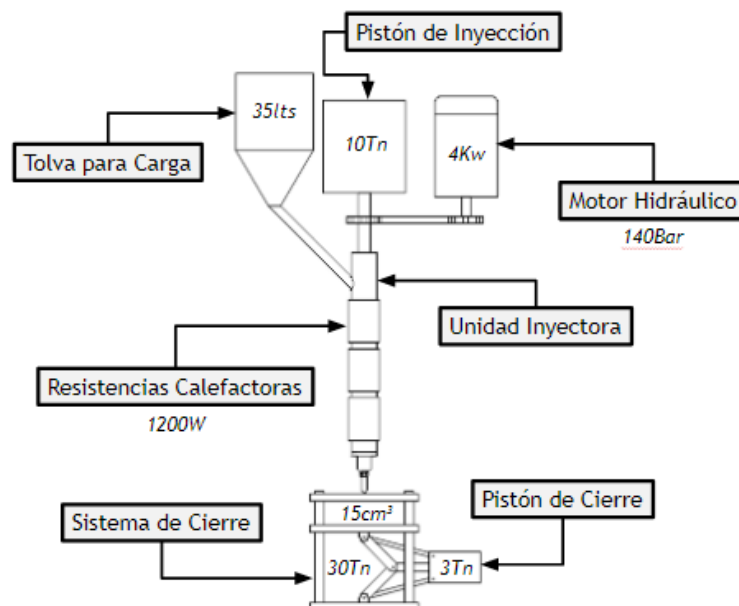 Pistón de Inyección
35lts
10Tn
4Kw
Tolva para Carga
Motor Hidráulico
140Bar
Unidad Inyectora
Resistencias Calefactoras
1200W
15cm³
Pistón de Cierre
Sistema de Cierre
30Tn
3Tn